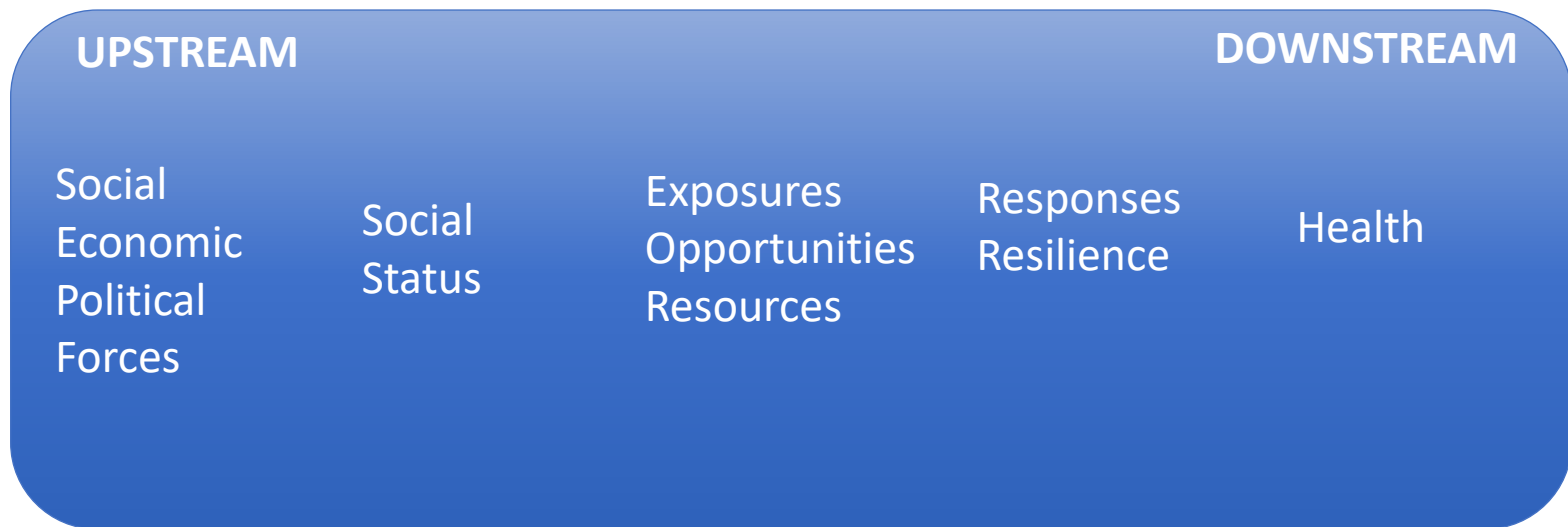 UPSTREAM
DOWNSTREAM
Social
Economic
Political
Forces
Social
Status
Exposures
Opportunities
Resources
Responses
Resilience
Health